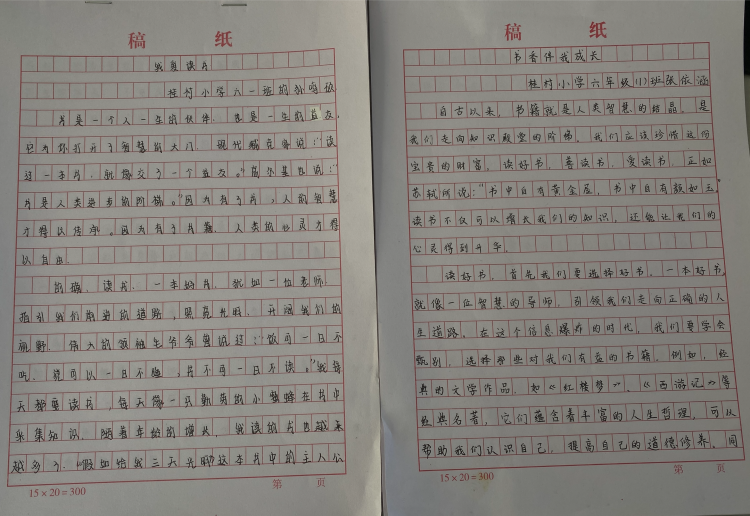 稿 纸
我爱读书
桂村小学六一班
书是一个人一生的伙伴,也是一生的益友,
只为你打开了智慧的大门,现代臧克家说:“读
过一本书,就像交了一个益友。”高尔基也说:“
书是人类进步的阶梯。”因为有了书,人的智慧
才得以传承。因为有了书籍,人类的心灵才得
以自由。
读书,一本好书,就如一位老师
指引我们前进的道路,照亮光明、开阔我们的
视野。伟大的领袖毛爷爷曾说过:“饭可一日不
吃,觉可以一日不睡,书不可一日不读。”我每
天都要读书,每天像一只勤劳的小蜜蜂在书中
采集知识,随着年龄的增长,我读的书也越来
越多了。《假如给我三天光明》这本书中的主人公
15×20=300 第 页
稿 纸
书香伴我成长
桂村小学六年级(1)班张依涵
自古以来,书籍就是人类智慧的结晶,是
我们走向知识殿堂的阶梯。我们应该珍惜这份
宝贵的财富,读好书,善读书,爱读书,正如
苏轼所说:“书中自有黄金屋,书中自有颜如玉。”
读书不仅可以增长我们的知识,还能让我们的
心灵得到升华。
读好书,首先我们要选择好书。一本好书,
就像一位智慧的导师,引领我们走向正确的人
生道路。在这个信息爆炸的时代,我们要学会
甄别,选择那些对我们有益的书籍。例如,经
典的文学作品,如《红楼梦》,《西游记》等
经典名著,它们蕴含着丰富的人生哲理,可以
帮助我们认识自己,提高自己的道德修养。同
15×20=300 第 页